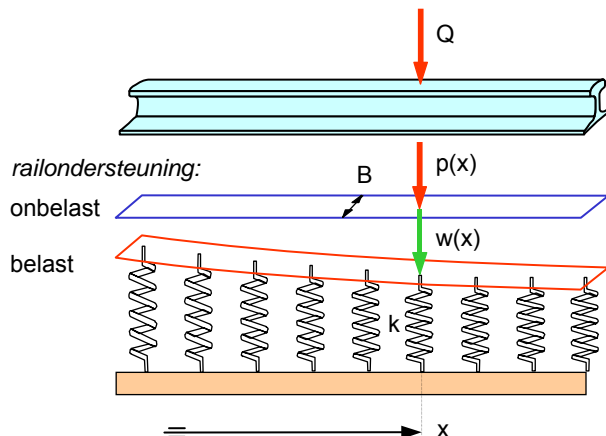 Q
railondersteuning:
p(x)
B
onbelast
w(x)
belast
k
x